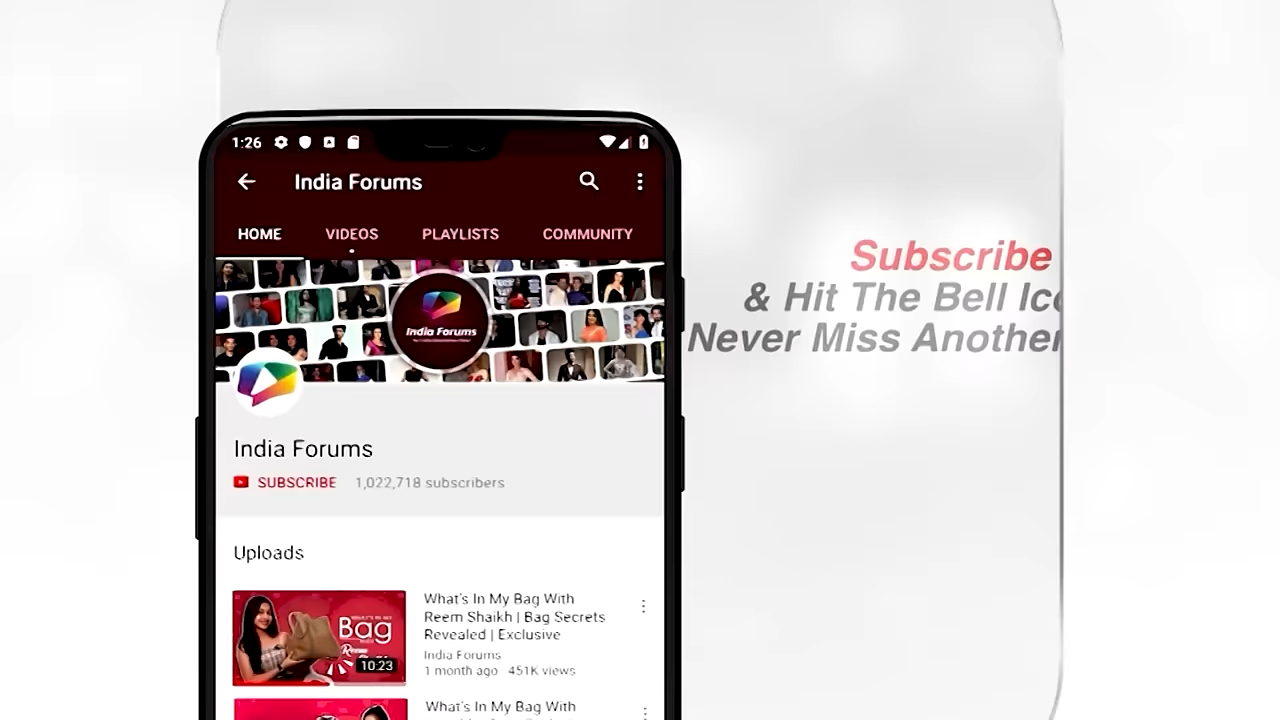 1:26
India Forums
HOME VIDEOS PLAYLISTS COMMUNITY
India Forums
India Forums
SUBSCRIBE 1,022,718 subscribers
Uploads
Bag
Reem
10:23
What's In My Bag With
Reem Shaikh | Bag Secrets
Revealed | Exclusive
India Forums
1 month ago 451K views
What's In My Bag With
Subscribe
& Hit The Bell
Never Miss Another